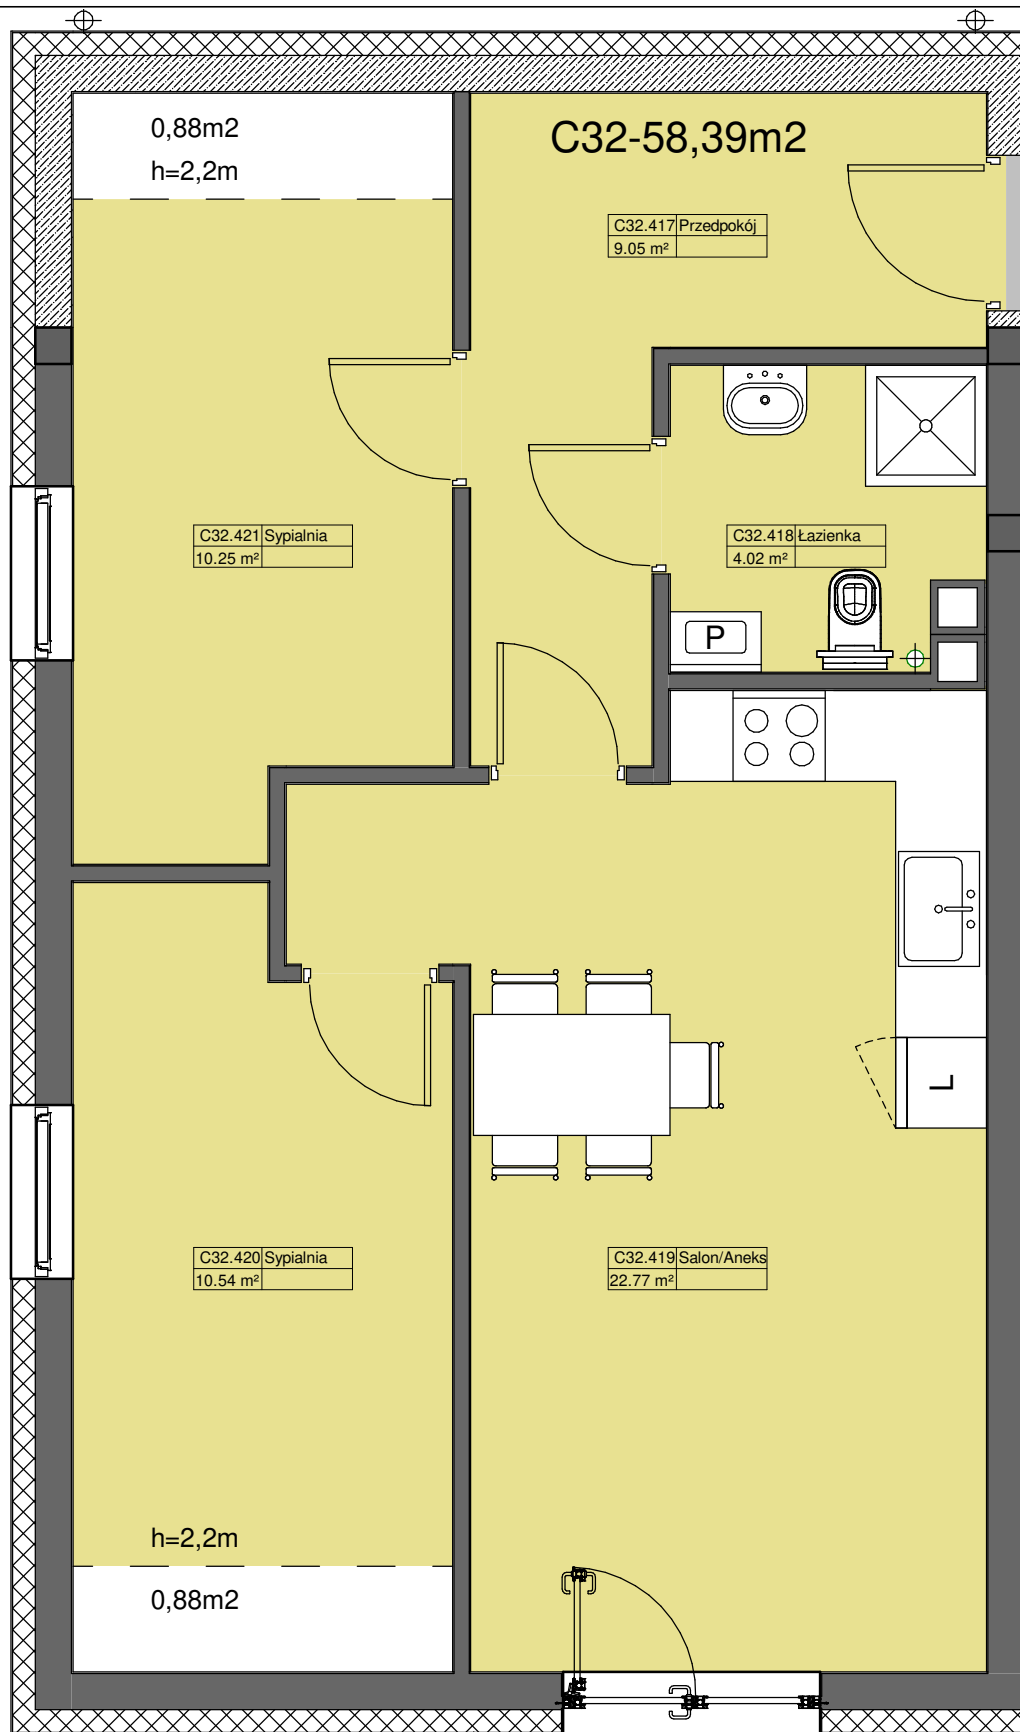 0,88m2
h=2,2m
C32-58,39m2
C32.417 Przedpokój
9.05 m²
C32.421 Sypialnia
10.25 m²
C32.418 Łazienka
4.02 m²
P
L
C32.420 Sypialnia
10.54 m²
C32.419 Salon/Aneks
22.77 m²
h=2,2m
0,88m2